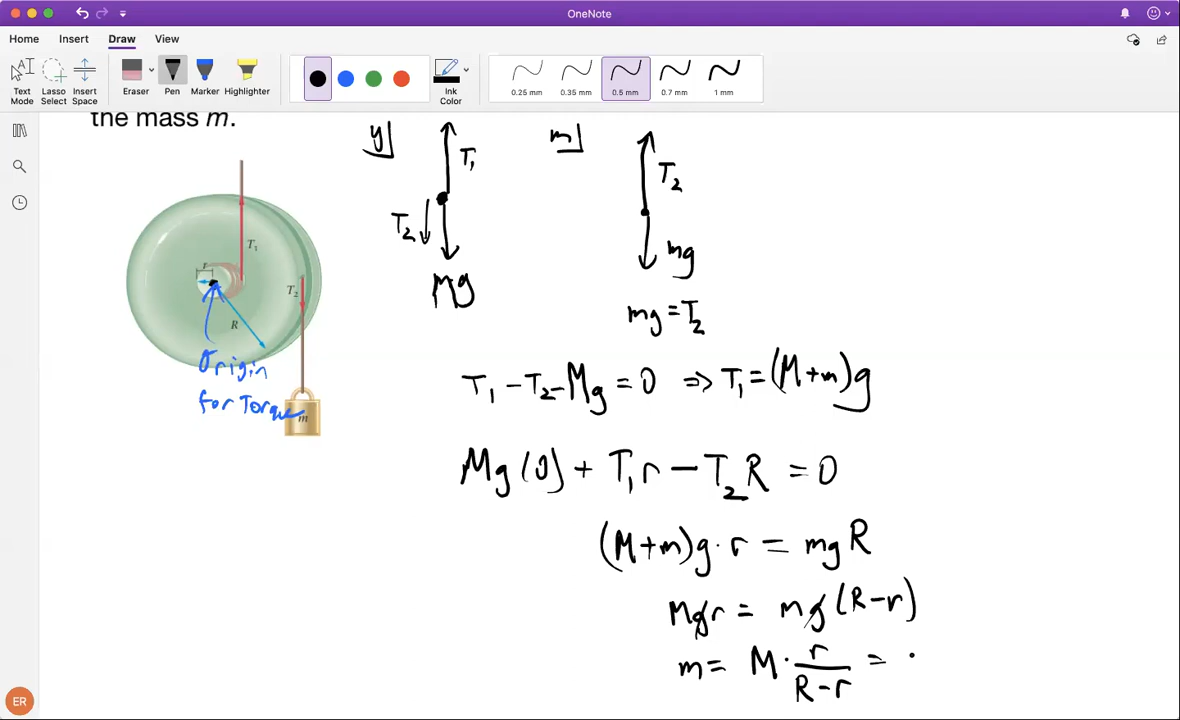 OneNote
Home Insert Draw View
Text Mode
Lasso Select
Insert Space
Eraser
Pen
Marker
Highlighter
Ink Color
0.25 mm
0.35 mm
0.5 mm
0.7 mm
1 mm
the mass m.
y
T₁
T₂
Mg
m
T₂
mg
mg = T₂
r
T₁
T₂
R
m
Origin
for Torque
T₁ - T₂ - Mg = 0 ⇒ T₁ = (M+m)g
Mg(0) + T₁r - T₂R = 0
(M+m)g·r = mgR
Mgr = mg(R-r)
m = M · r/(R-r) = .
ER